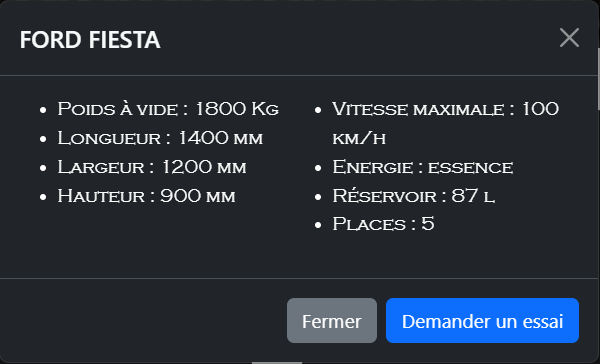 FORD FIESTA
Poids à vide : 1800 Kg
Longueur : 1400 mm
Largeur : 1200 mm
Hauteur : 900 mm
Vitesse maximale : 100
km/h
Energie : essence
Réservoir : 87 l
Places : 5
Fermer
Demander un essai